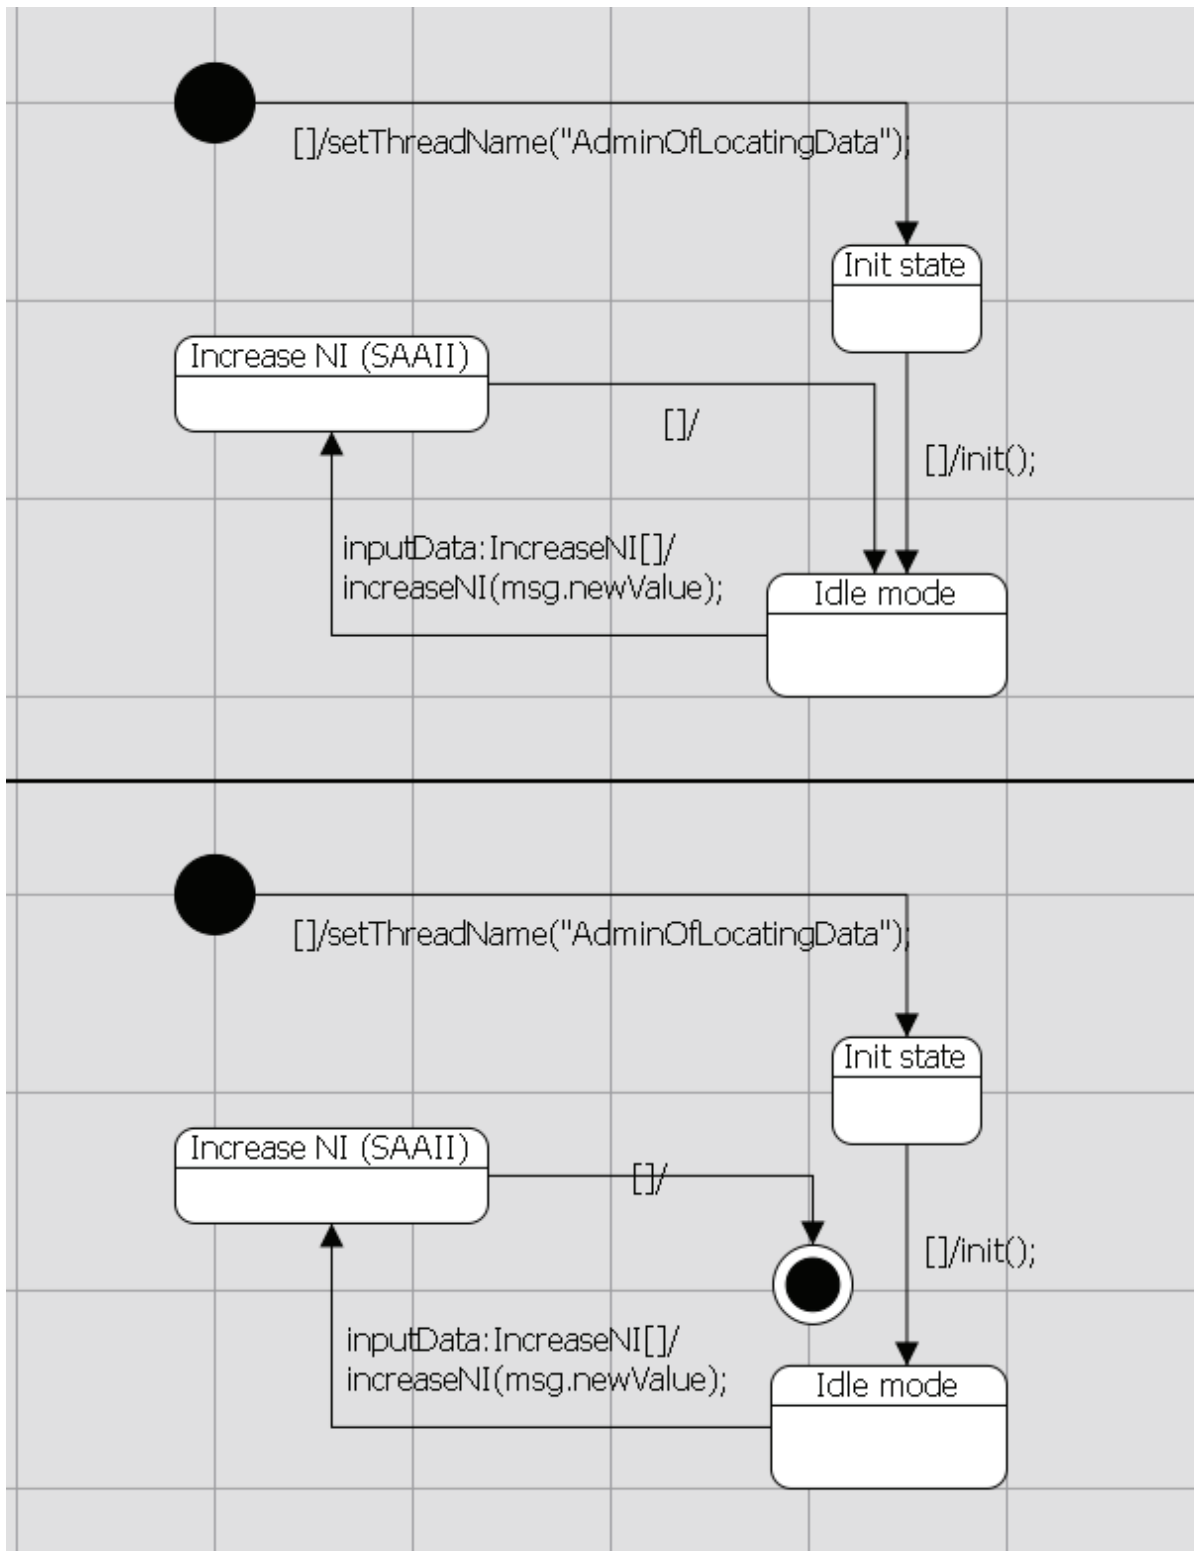 []/setThreadName("AdminOfLocatingData");
Init state
Increase NI (SAAII)
[]/
[]/init();
inputData:IncreaseNI[]/
increaseNI(msg.newValue);
Idle mode
[]/setThreadName("AdminOfLocatingData");
Init state
Increase NI (SAAII)
[]/
[]/init();
inputData:IncreaseNI[]/
increaseNI(msg.newValue);
Idle mode